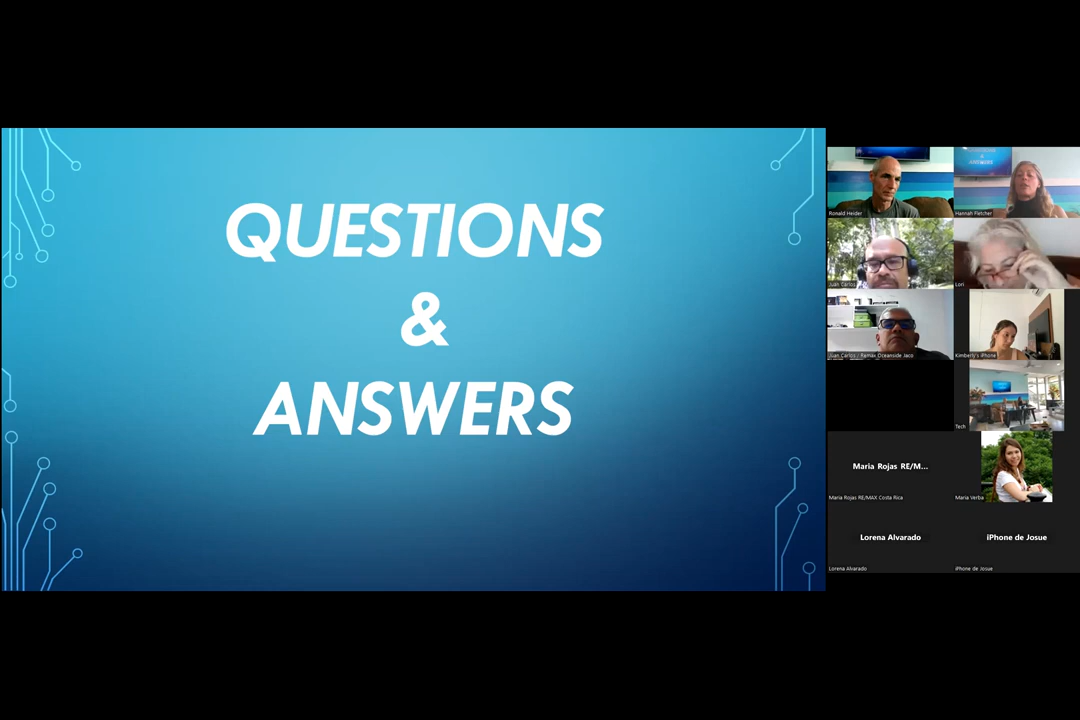 QUESTIONS
&
ANSWERS
Ronald Heider
Hannah Fletcher
QUESTIONS
&
ANSWERS
Juan Carlos
Lori
Juan Carlos / Remax Oceanside Jaco
Kimberly's iPhone
Tech
Maria Rojas RE/M...
Maria Rojas RE/MAX Costa Rica
Maria Verba
Lorena Alvarado
Lorena Alvarado
iPhone de Josue
iPhone de Josue